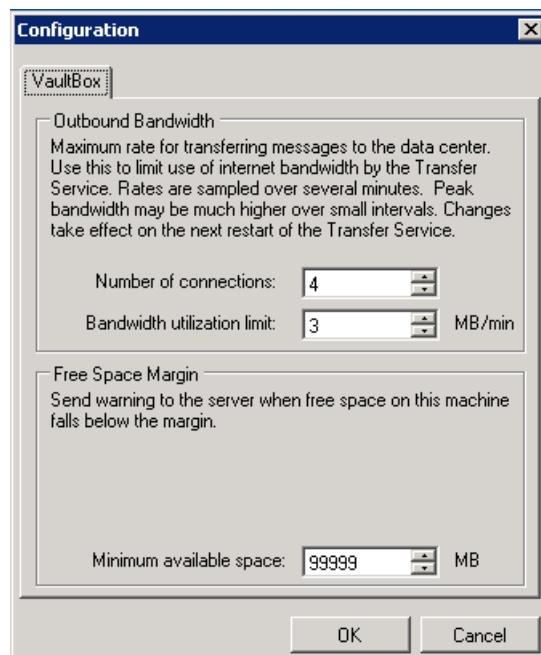 Configuration
VaultBox
Outbound Bandwidth
Maximum rate for transferring messages to the data center.
Use this to limit use of internet bandwidth by the Transfer
Service. Rates are sampled over several minutes.  Peak
bandwidth may be much higher over small intervals. Changes
take effect on the next restart of the Transfer Service.
Number of connections: 4
Bandwidth utilization limit: 3 MB/min
Free Space Margin
Send warning to the server when free space on this machine
falls below the margin.
Minimum available space: 99999 MB
OK Cancel